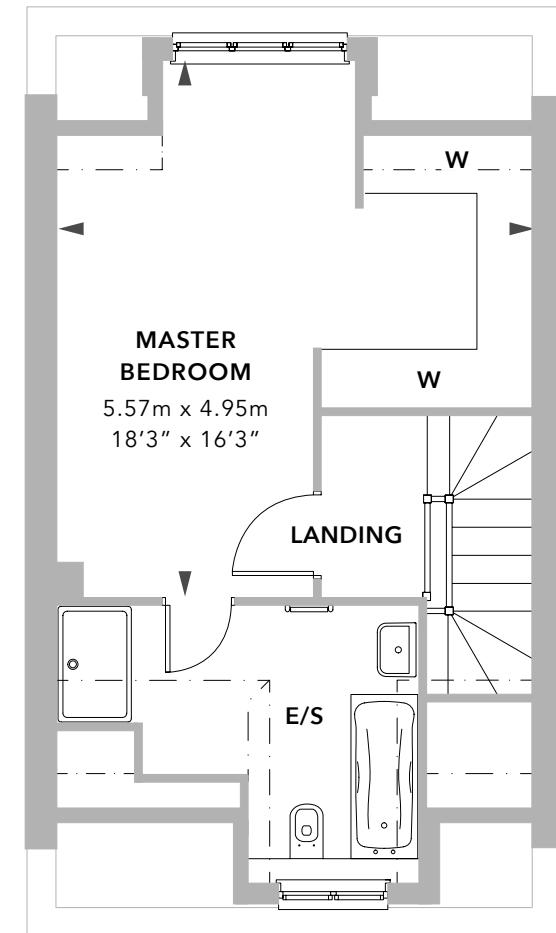 W
MASTER
BEDROOM
5.57m x 4.95m
18’3” x 16’3”
W
LANDING
E/S